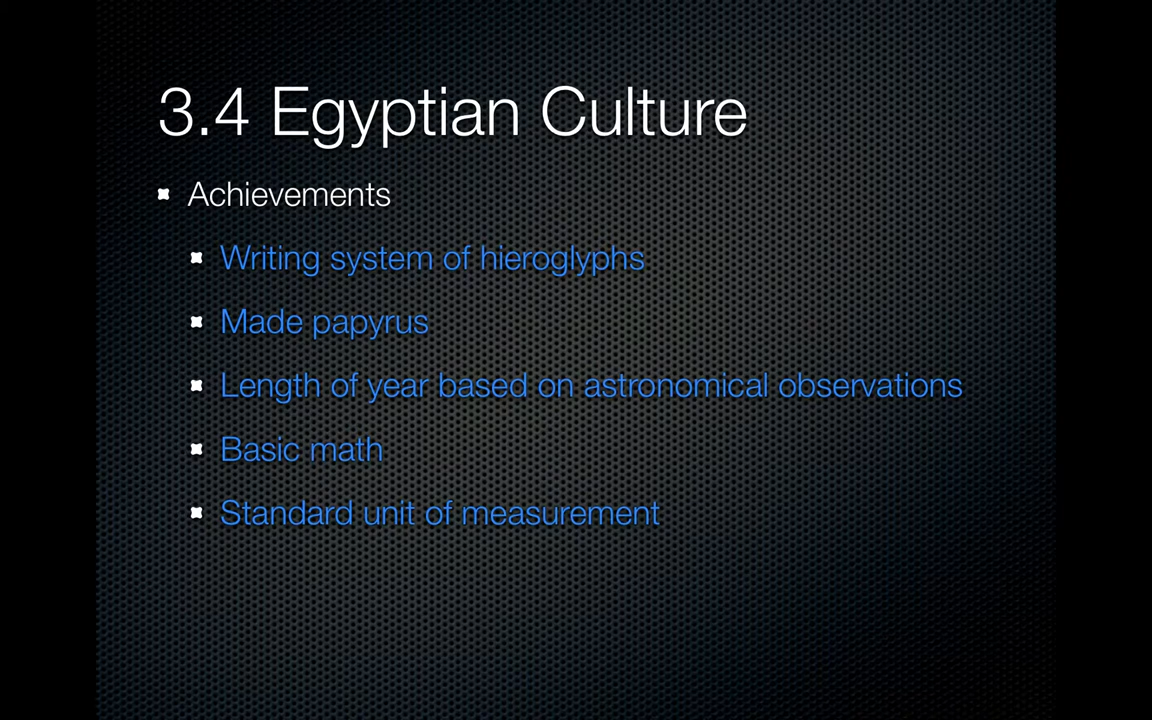 3.4 Egyptian Culture
Achievements
Writing system of hieroglyphs
Made papyrus
Length of year based on astronomical observations
Basic math
Standard unit of measurement